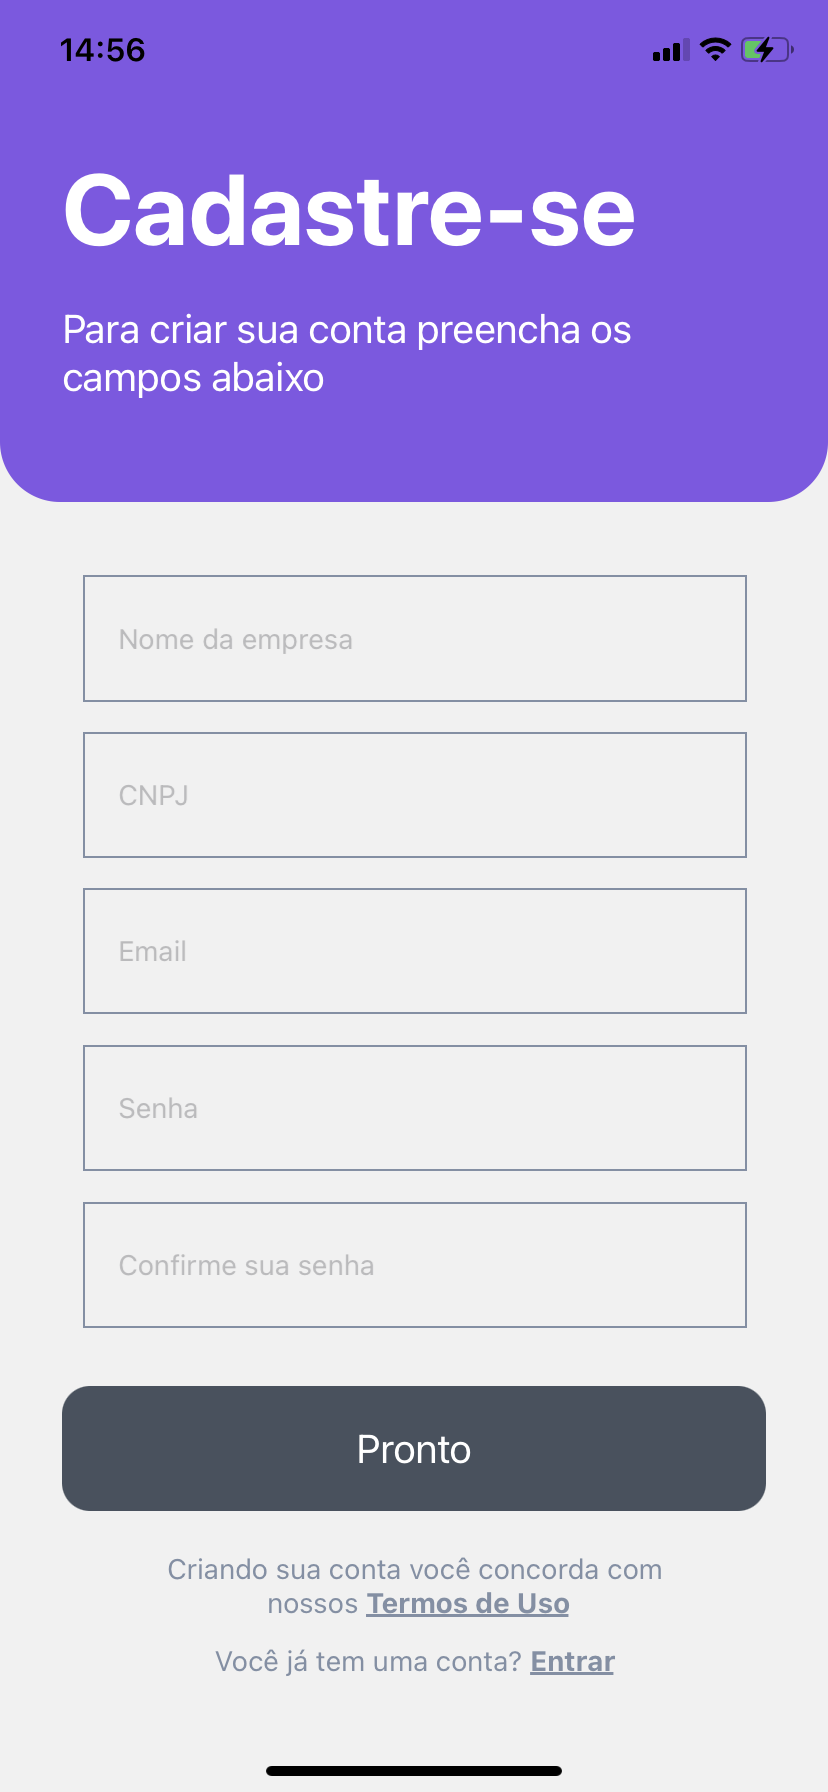 14:56
Cadastre-se
Para criar sua conta preencha os
campos abaixo
Nome da empresa
CNPJ
Email
Senha
Confirme sua senha
Pronto
Criando sua conta você concorda com
nossos Termos de Uso
Você já tem uma conta? Entrar